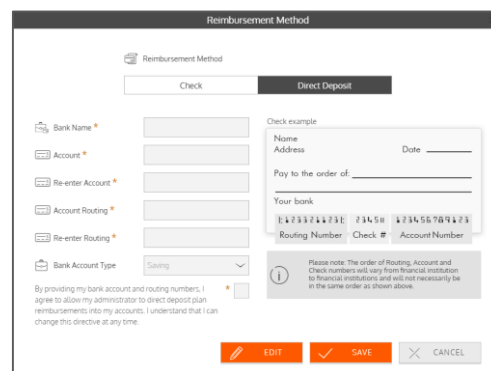 Reimbursement Method
Reimbursement Method
Check
Direct Deposit
Bank Name *
Account *
Re-enter Account *
Account Routing *
Re-enter Routing *
Bank Account Type
Saving
By providing my bank account
and routing numbers, I
agree to allow my administrator
to direct deposit plan
reimbursements into my accounts. I understand that I can
change this directive at any time.
*
Check example
Name
Address
Date
Pay to the order of:
Your bank
Routing Number
Check #
Account Number
Please note: The order of Routing, Account and
Check numbers will vary from financial institution
to financial institutions and will not necessarily be
in the same order as shown above.
EDIT
SAVE
CANCEL